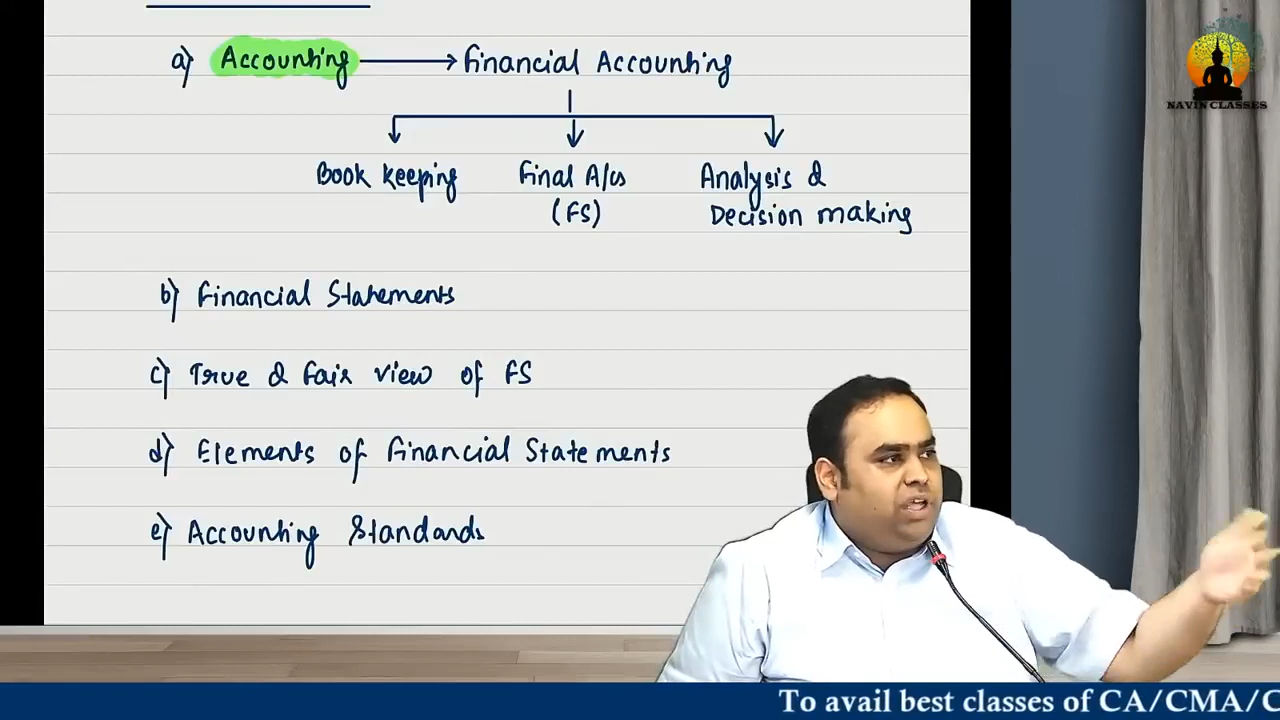 a) Accounting → Financial Accounting
NAVIN CLASSES
Book keeping Final A/cs Analysis &
(FS) Decision making
b) Financial Statements
c) True & Fair view of FS
d) Elements of Financial Statements
e) Accounting Standards
To avail best classes of CA/CMA/C